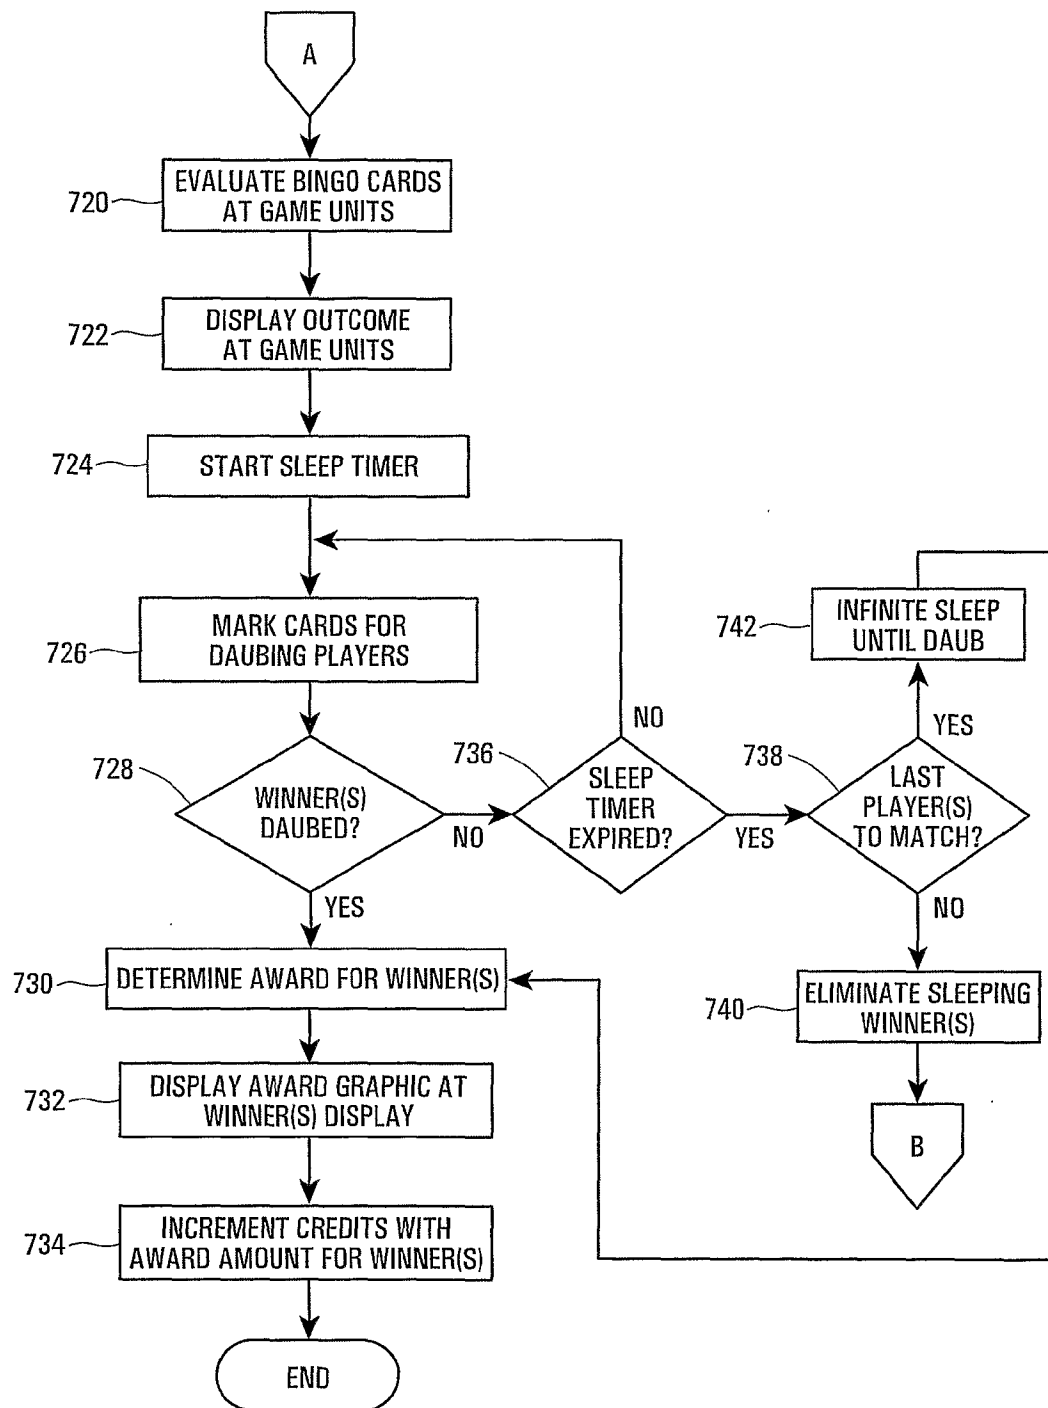 A
720
EVALUATE BINGO CARDS
AT GAME UNITS
722
DISPLAY OUTCOME
AT GAME UNITS
724
START SLEEP TIMER
726
MARK CARDS FOR
DAUBING PLAYERS
742
INFINITE SLEEP
UNTIL DAUB
728
WINNER(S)
DAUBED?
NO
YES
736
SLEEP
TIMER
EXPIRED?
NO
YES
738
LAST
PLAYER(S)
TO MATCH?
YES
NO
730
DETERMINE AWARD FOR WINNER(S)
740
ELIMINATE SLEEPING
WINNER(S)
732
DISPLAY AWARD GRAPHIC AT
WINNER(S) DISPLAY
B
734
INCREMENT CREDITS WITH
AWARD AMOUNT FOR WINNER(S)
END